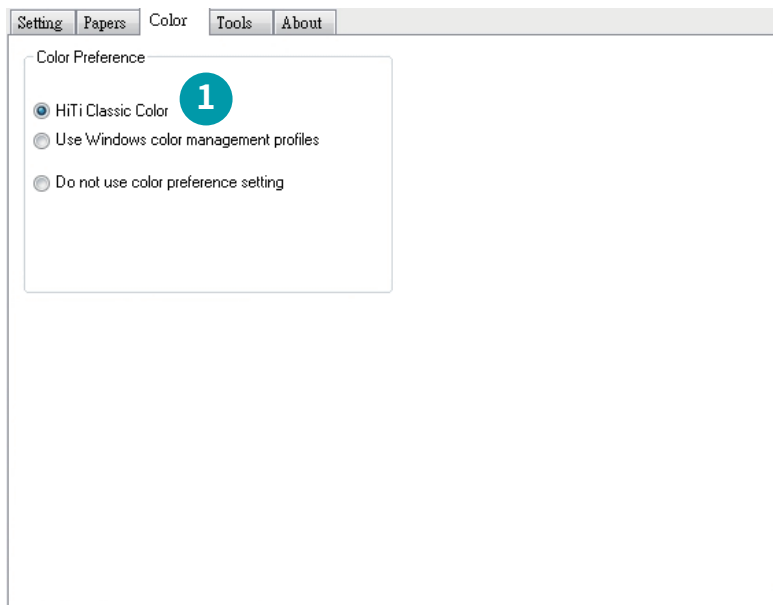 Setting Papers Color Tools About
Color Preference
HiTi Classic Color 1
Use Windows color management profiles
Do not use color preference setting